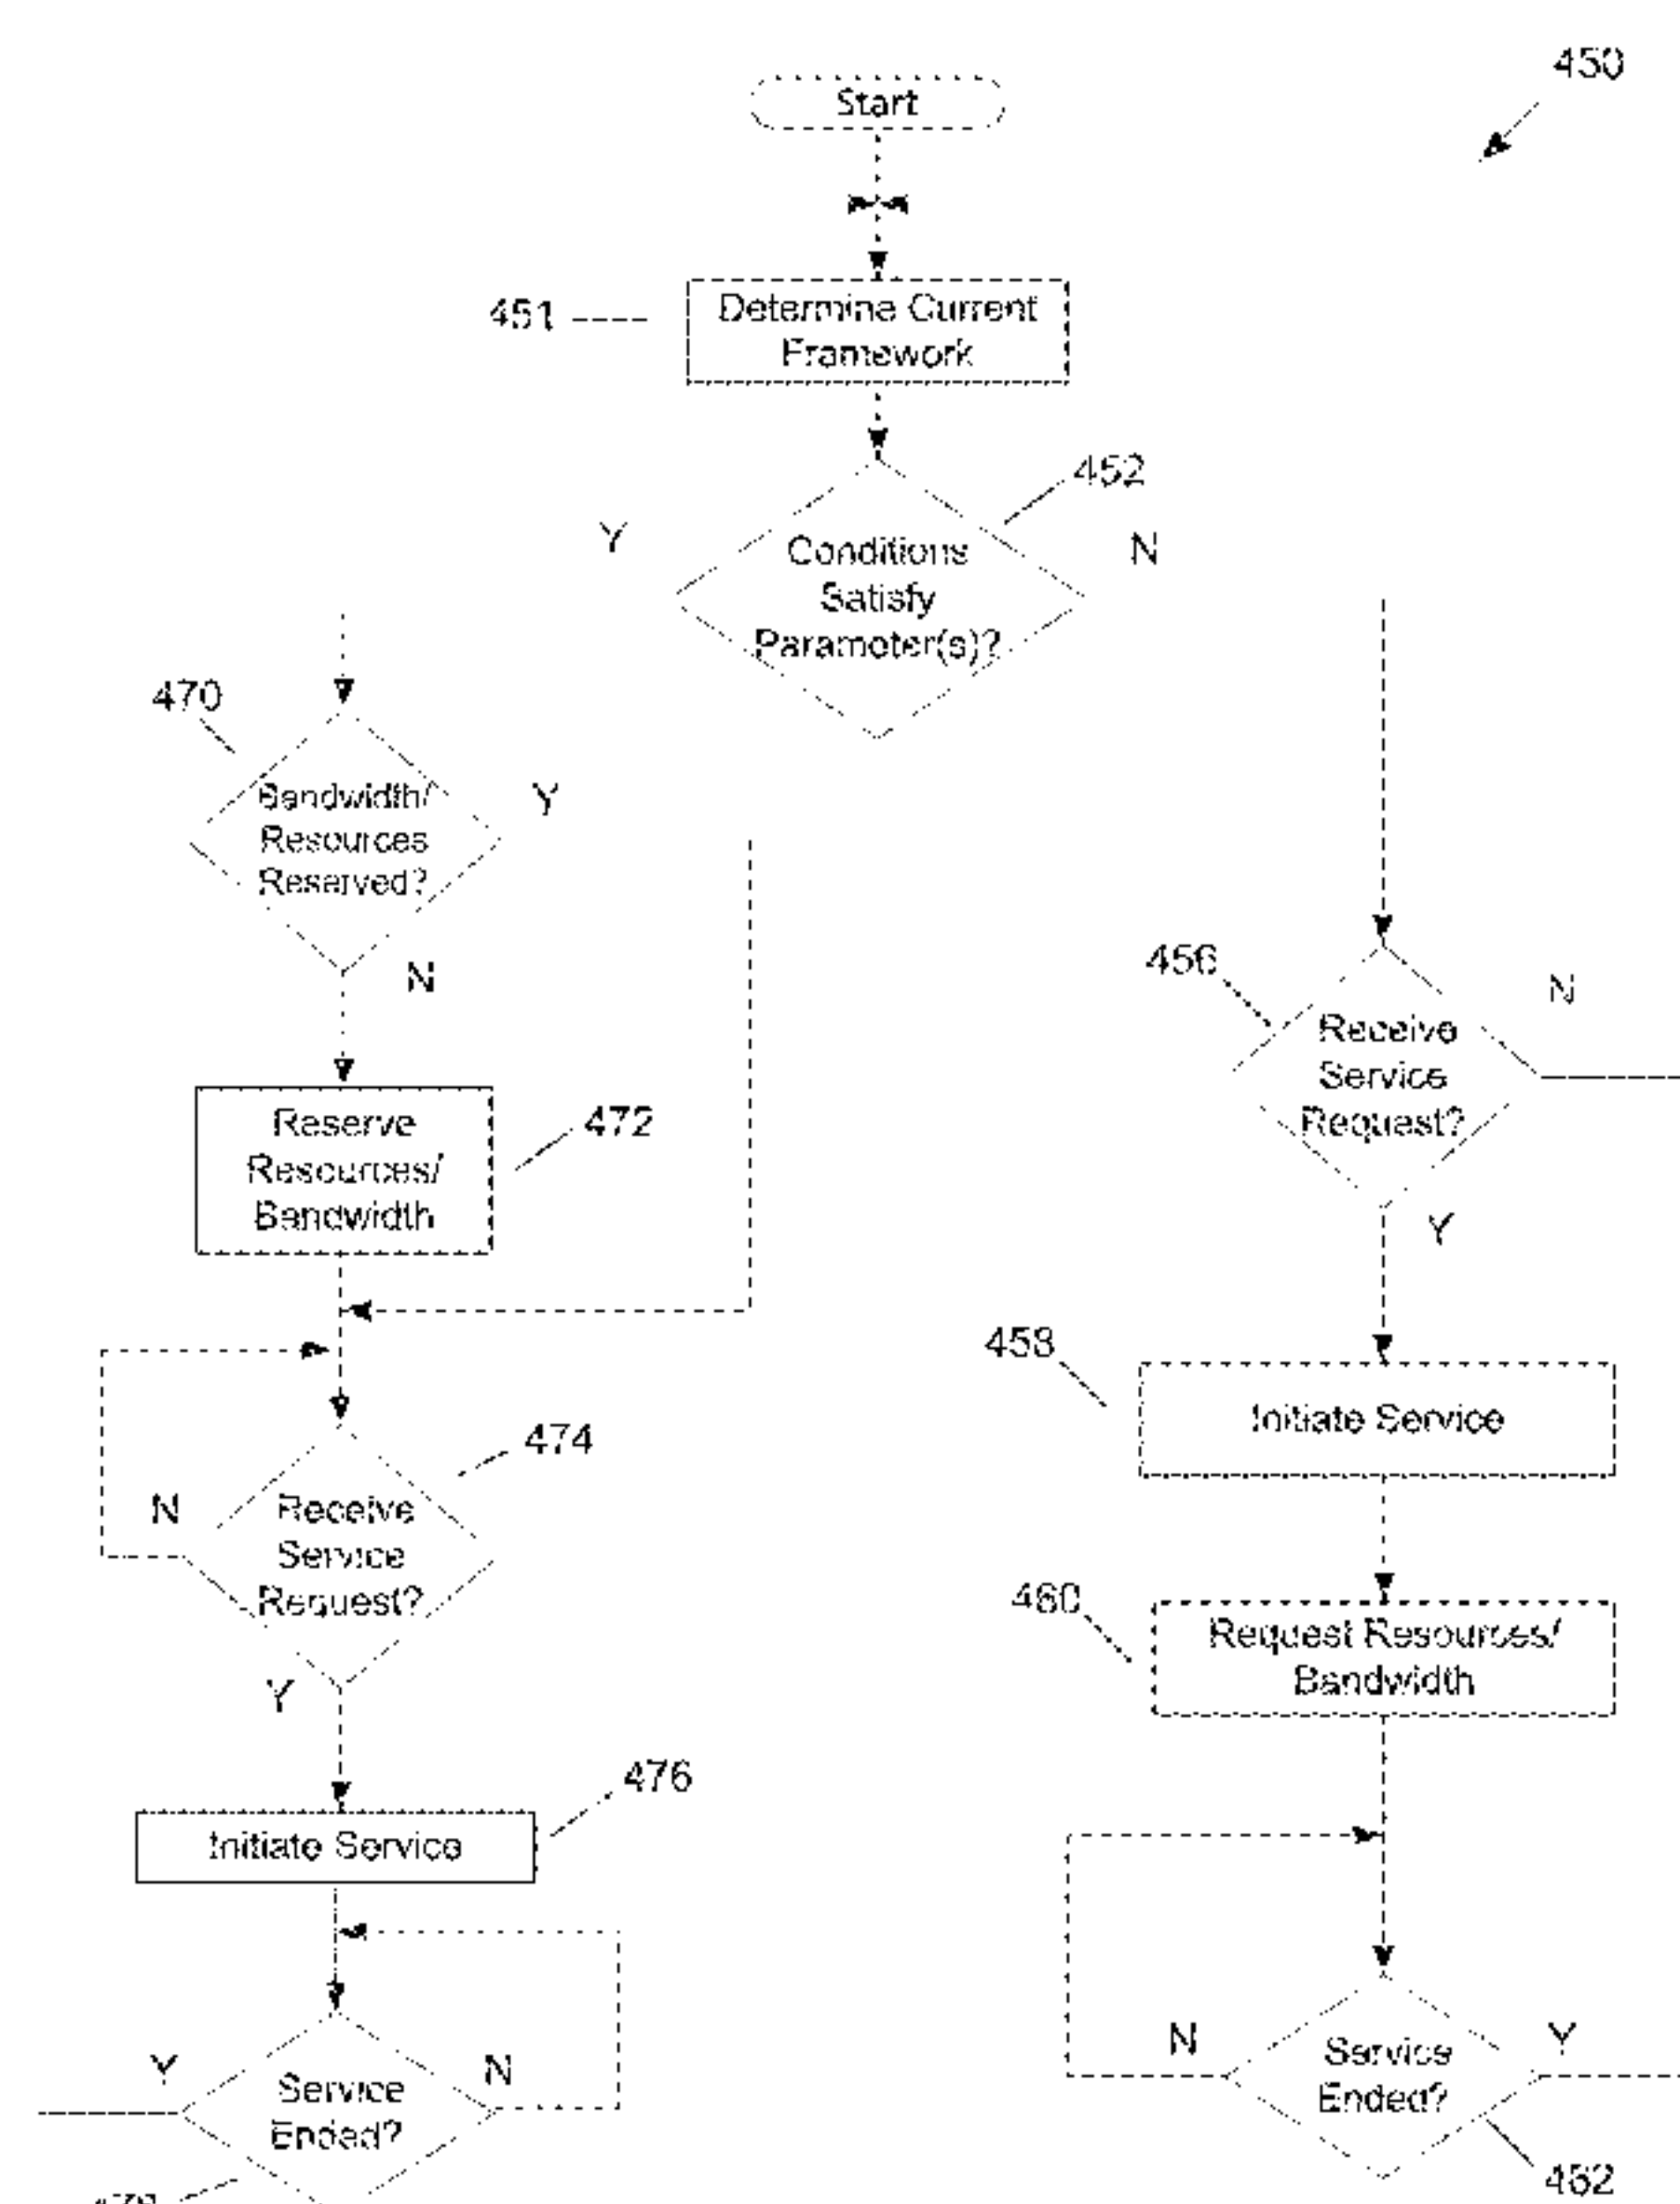 450
Start
451
Determine Current
Framework
452
Y
N
Conditions
Satisfy
Parameter(s)?
470
Y
Bandwidth/
Resources
Reserved?
N
456
N
Receive
Service
Request?
Y
Reserve
Resources/
Bandwidth
472
458
Initiate Service
474
N
Receive
Service
Request?
Y
460
Request Resources/
Bandwidth
476
Initiate Service
N
Service
Ended?
Y
462
Y
N
Service
Ended?